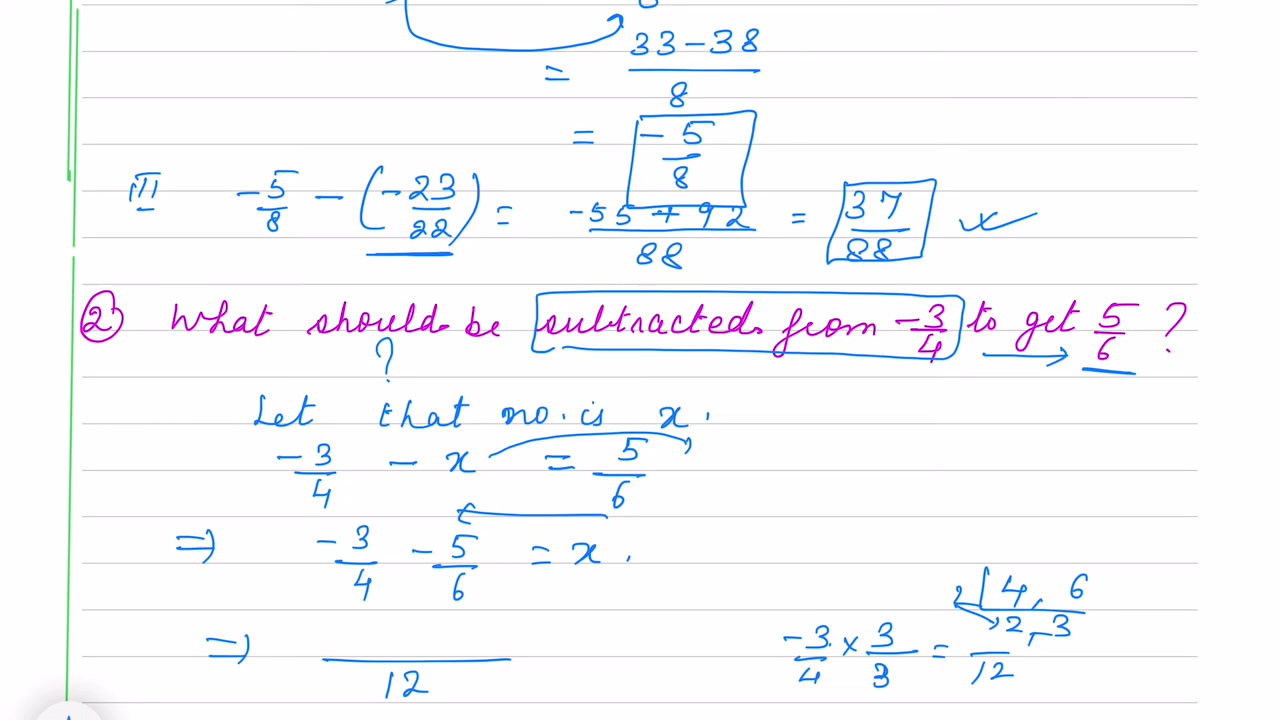 = 33 - 38 / 8
= -5/8
III -5/8 - (-23/22) = -55 + 92 / 88 = 37/88
② What should be subtracted from -3/4 to get 5/6 ?
?
Let that no. is x.
-3/4 - x = 5/6
⇒ -3/4 - 5/6 = x.
2 | 4, 6
2, 3
⇒ /12
-3/4 × 3/3 = /12